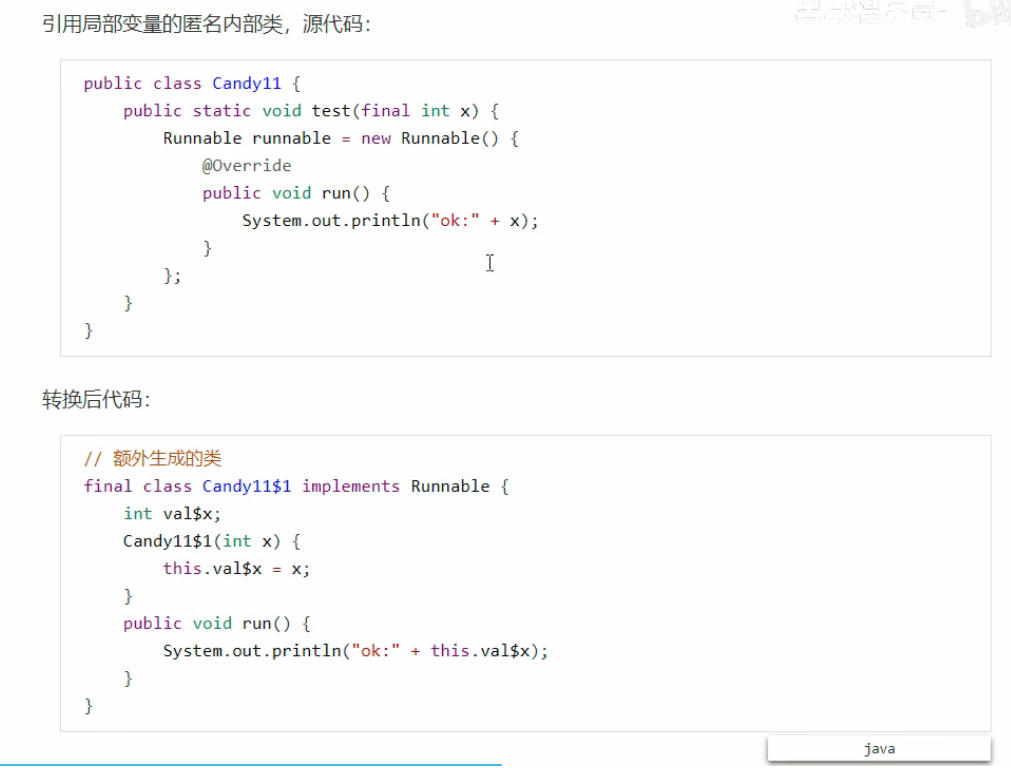 引用局部变量的匿名内部类，源代码：
public class Candy11 {
    public static void test(final int x) {
        Runnable runnable = new Runnable() {
            @Override
            public void run() {
                System.out.println("ok:" + x);
            }
        };
    }
}
转换后代码：
// 额外生成的类
final class Candy11$1 implements Runnable {
    int val$x;
    Candy11$1(int x) {
        this.val$x = x;
    }
    public void run() {
        System.out.println("ok:" + this.val$x);
    }
}
java